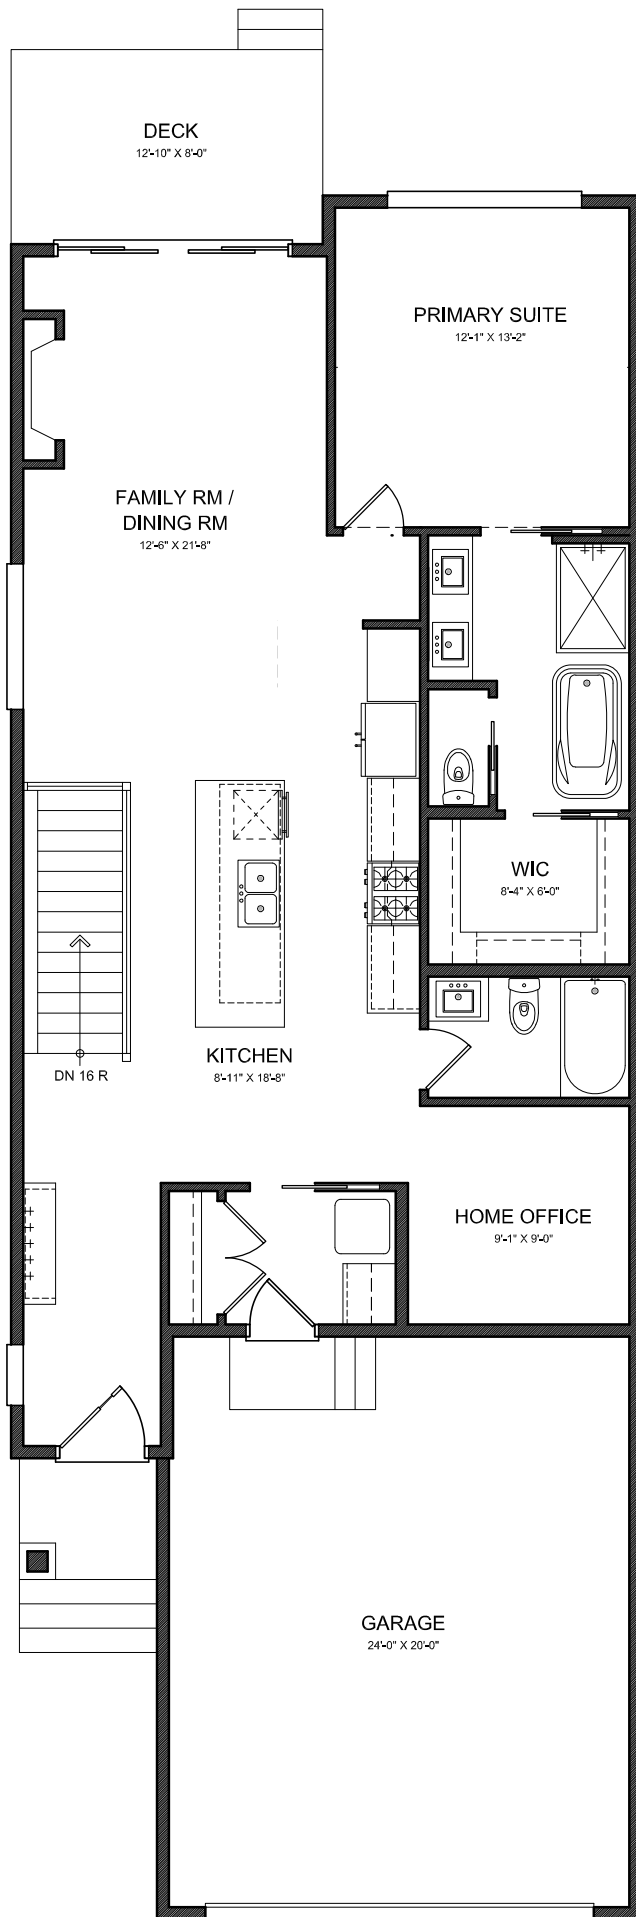 DECK
12'-10" X 8'-0"
PRIMARY SUITE
12'-1" X 13'-2"
FAMILY RM /
DINING RM
12'-6" X 21'-8"
WIC
8'-4" X 6'-0"
KITCHEN
8'-11" X 18'-8"
DN 16 R
HOME OFFICE
9'-1" X 9'-0"
GARAGE
24'-0" X 20'-0"